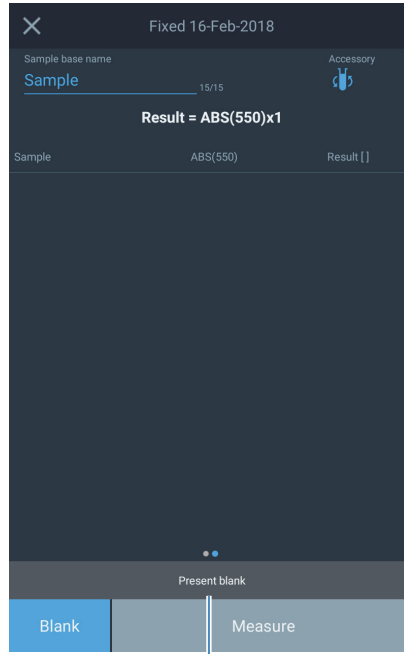 Fixed 16-Feb-2018
Sample base name
Accessory
Sample
15/15
Result = ABS(550)x1
Sample ABS(550) Result [ ]
Present blank
Blank Measure